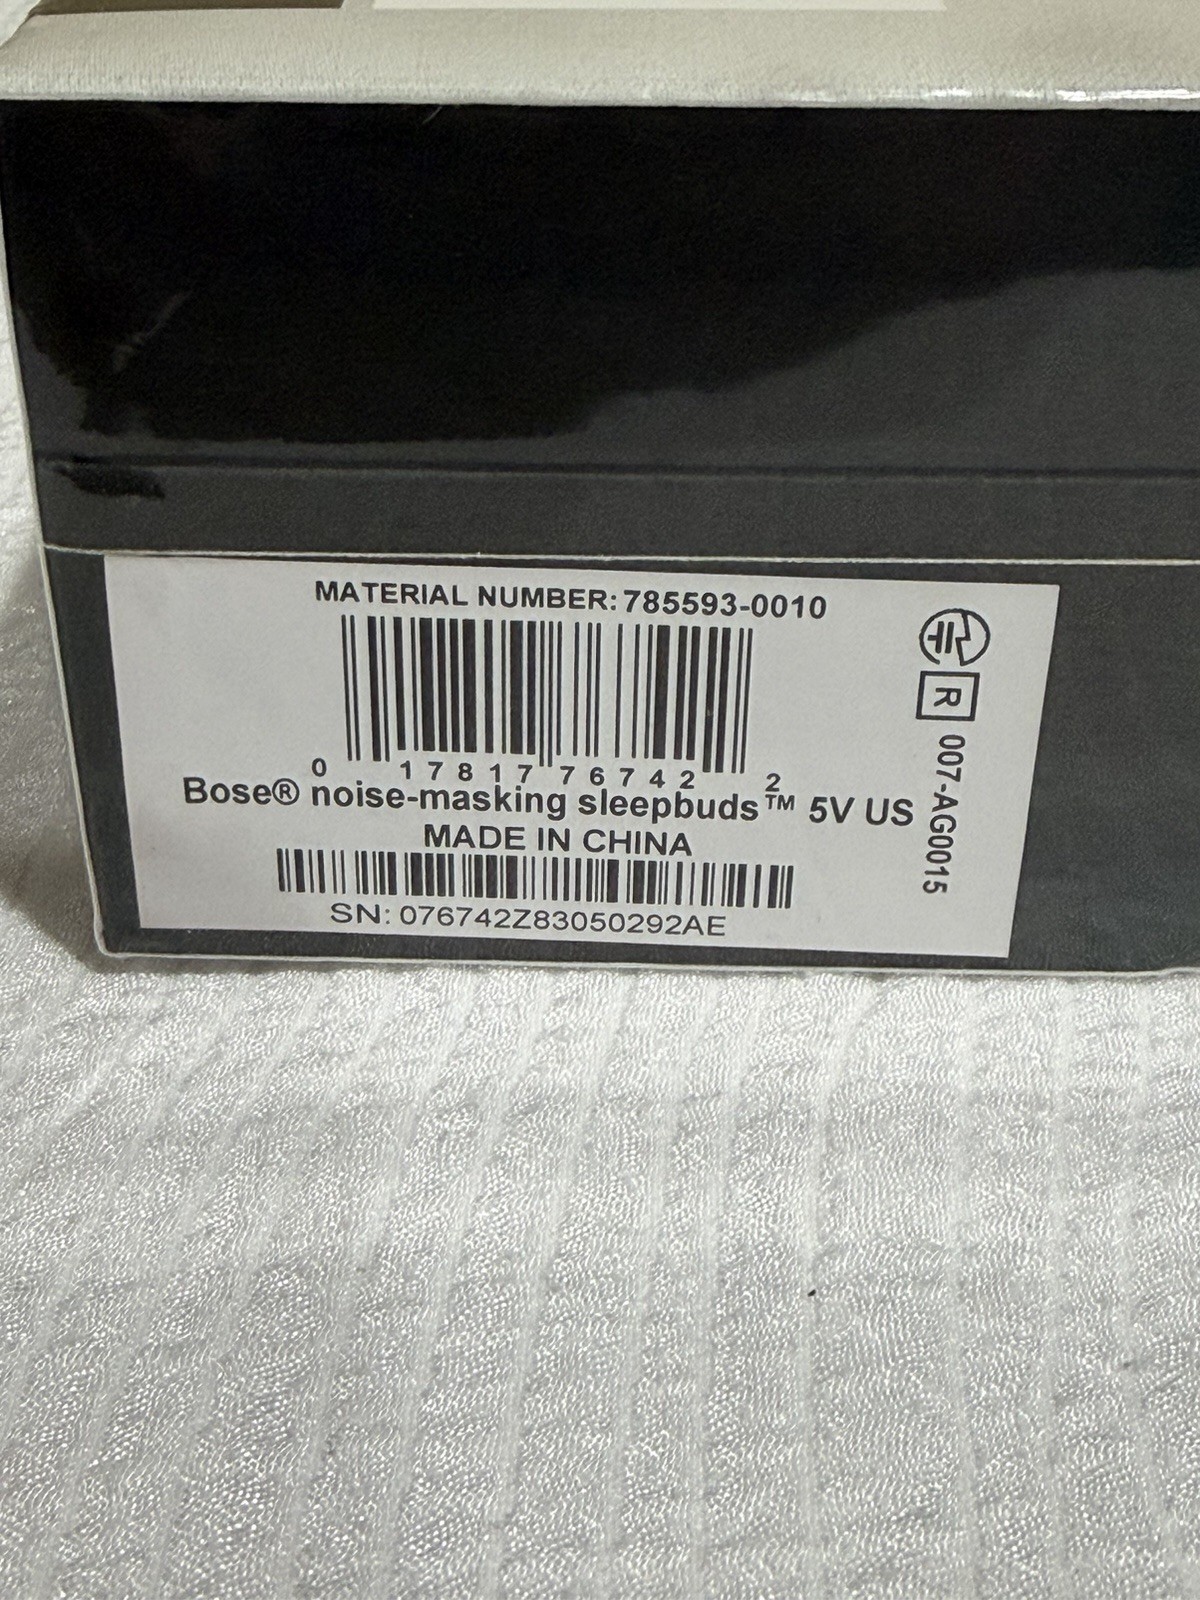 MATERIAL NUMBER: 785593-0010
0 17817 76742 2
Bose® noise-masking sleepbuds™ 5V US
MADE IN CHINA
SN: 076742Z83050292AE
R 007-AG0015